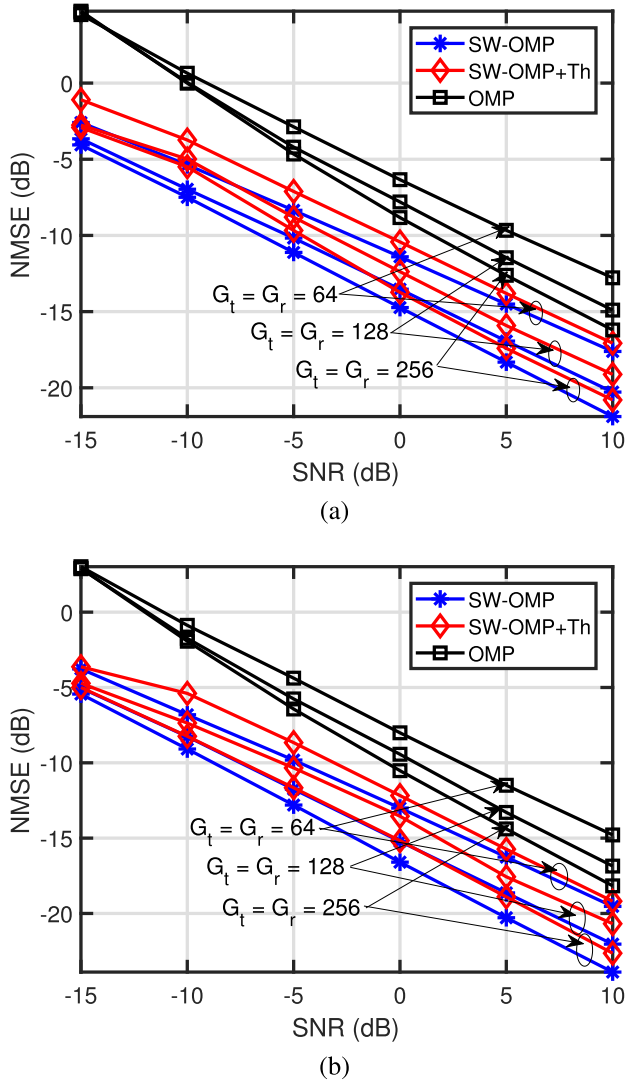 SW-OMP
SW-OMP+Th
OMP
0
-5
-10
-15
-20
NMSE (dB)
G_t = G_r = 64
G_t = G_r = 128
G_t = G_r = 256
-15 -10 -5 0 5 10
SNR (dB)
(a)
SW-OMP
SW-OMP+Th
OMP
0
-5
-10
-15
-20
NMSE (dB)
G_t = G_r = 64
G_t = G_r = 128
G_t = G_r = 256
-15 -10 -5 0 5 10
SNR (dB)
(b)